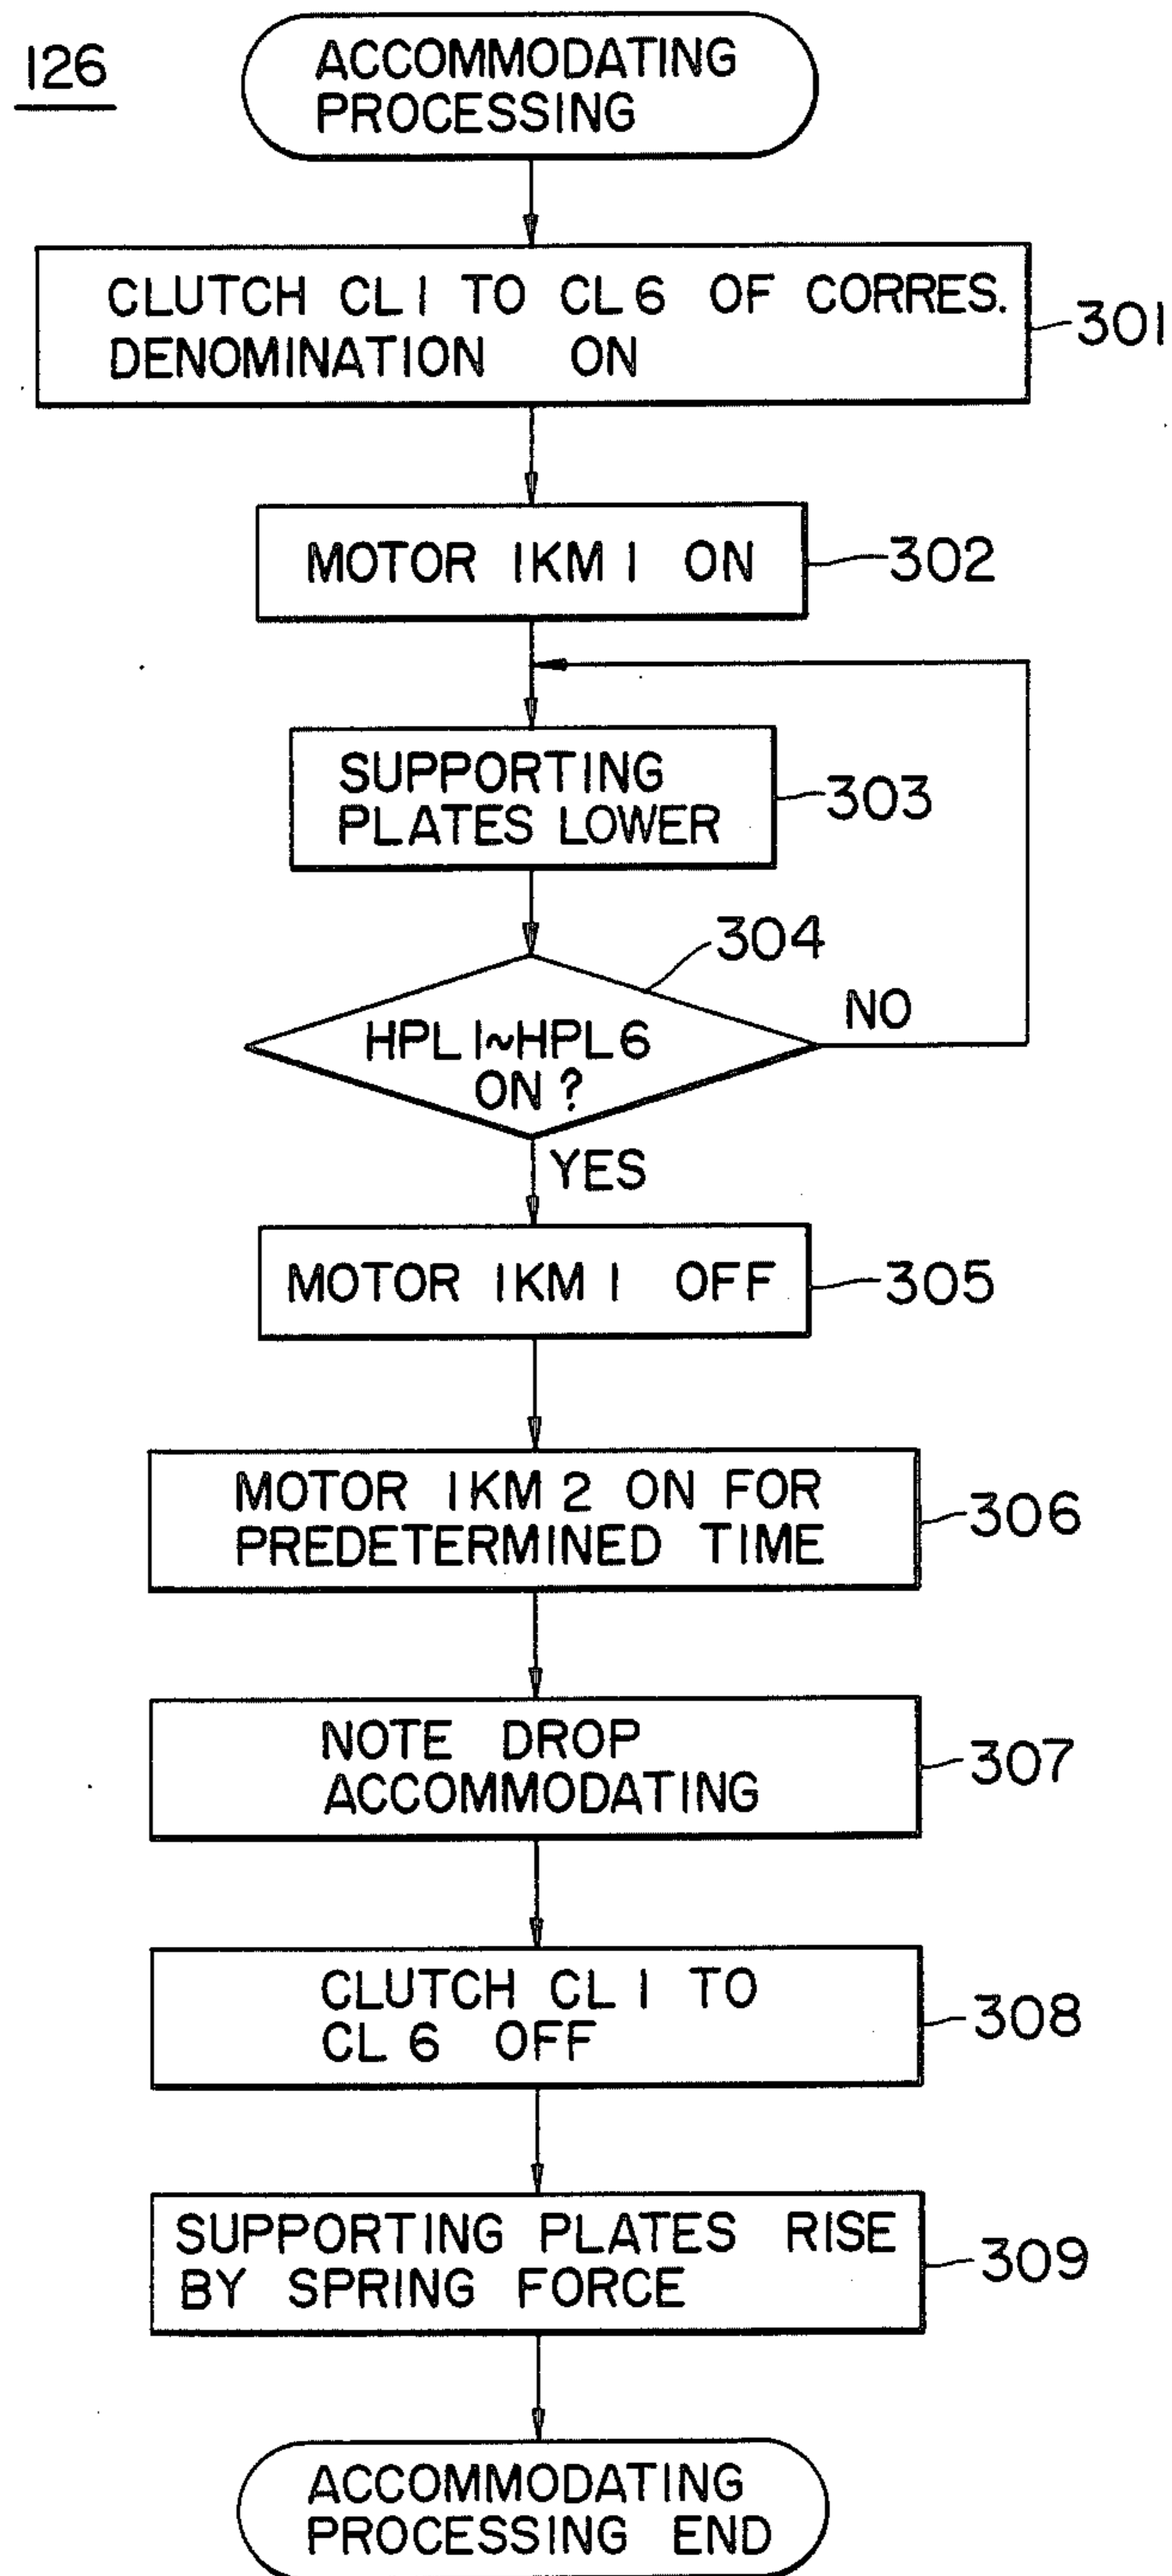 126
ACCOMMODATING
PROCESSING
CLUTCH CL1 TO CL6 OF CORRES.
DENOMINATION ON
301
MOTOR 1KM1 ON
302
SUPPORTING
PLATES LOWER
303
304
HPL1~HPL6
ON?
NO
YES
MOTOR 1KM1 OFF
305
MOTOR 1KM2 ON FOR
PREDETERMINED TIME
306
NOTE DROP
ACCOMMODATING
307
CLUTCH CL1 TO
CL6 OFF
308
SUPPORTING PLATES RISE
BY SPRING FORCE
309
ACCOMMODATING
PROCESSING END